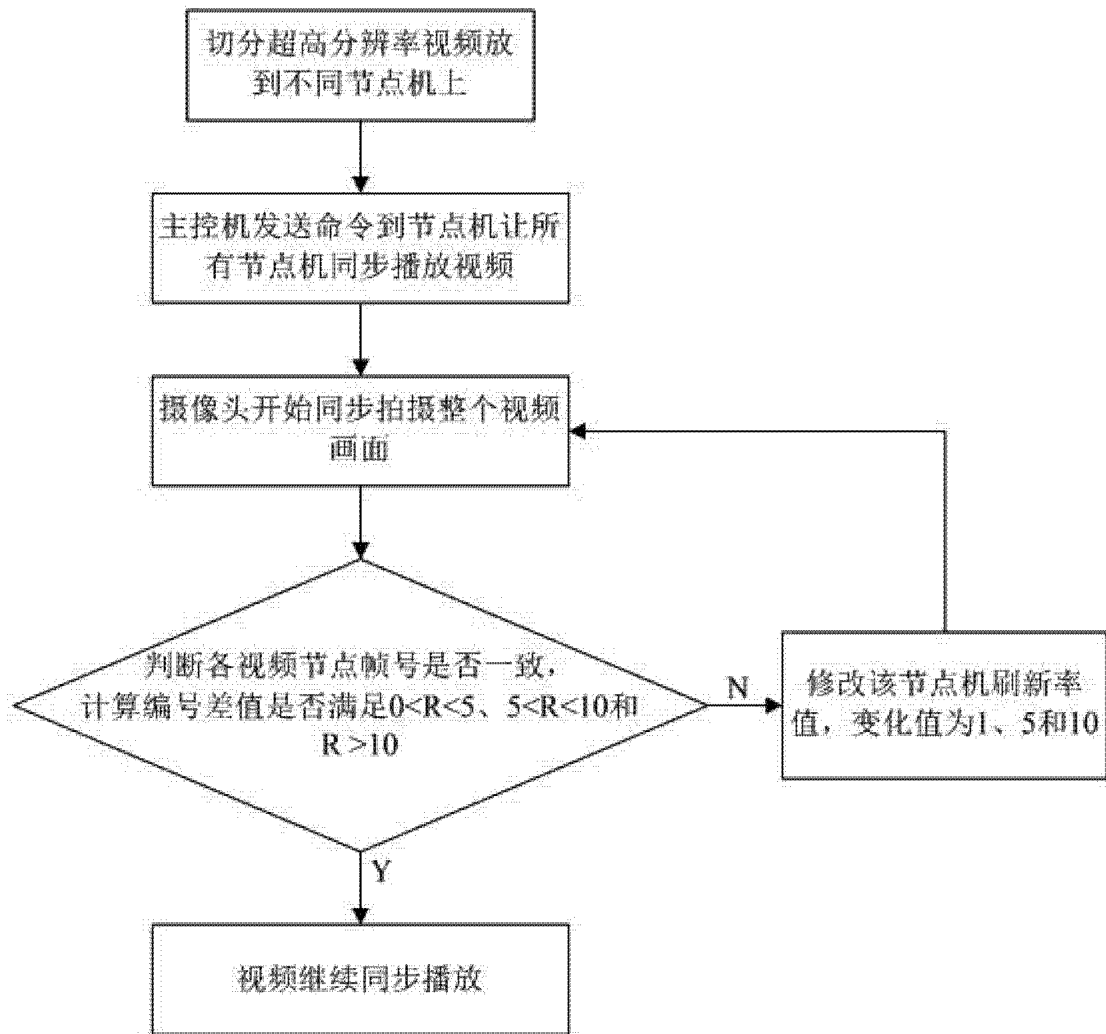 切分超高分辨率视频放
到不同节点机上
主控机发送命令到节点机让所
有节点机同步播放视频
摄像头开始同步拍摄整个视频
画面
判断各视频节点帧号是否一致，
计算编号差值是否满足0<R<5、5<R<10和
R >10
N
修改该节点机刷新率
值，变化值为1、5和10
Y
视频继续同步播放